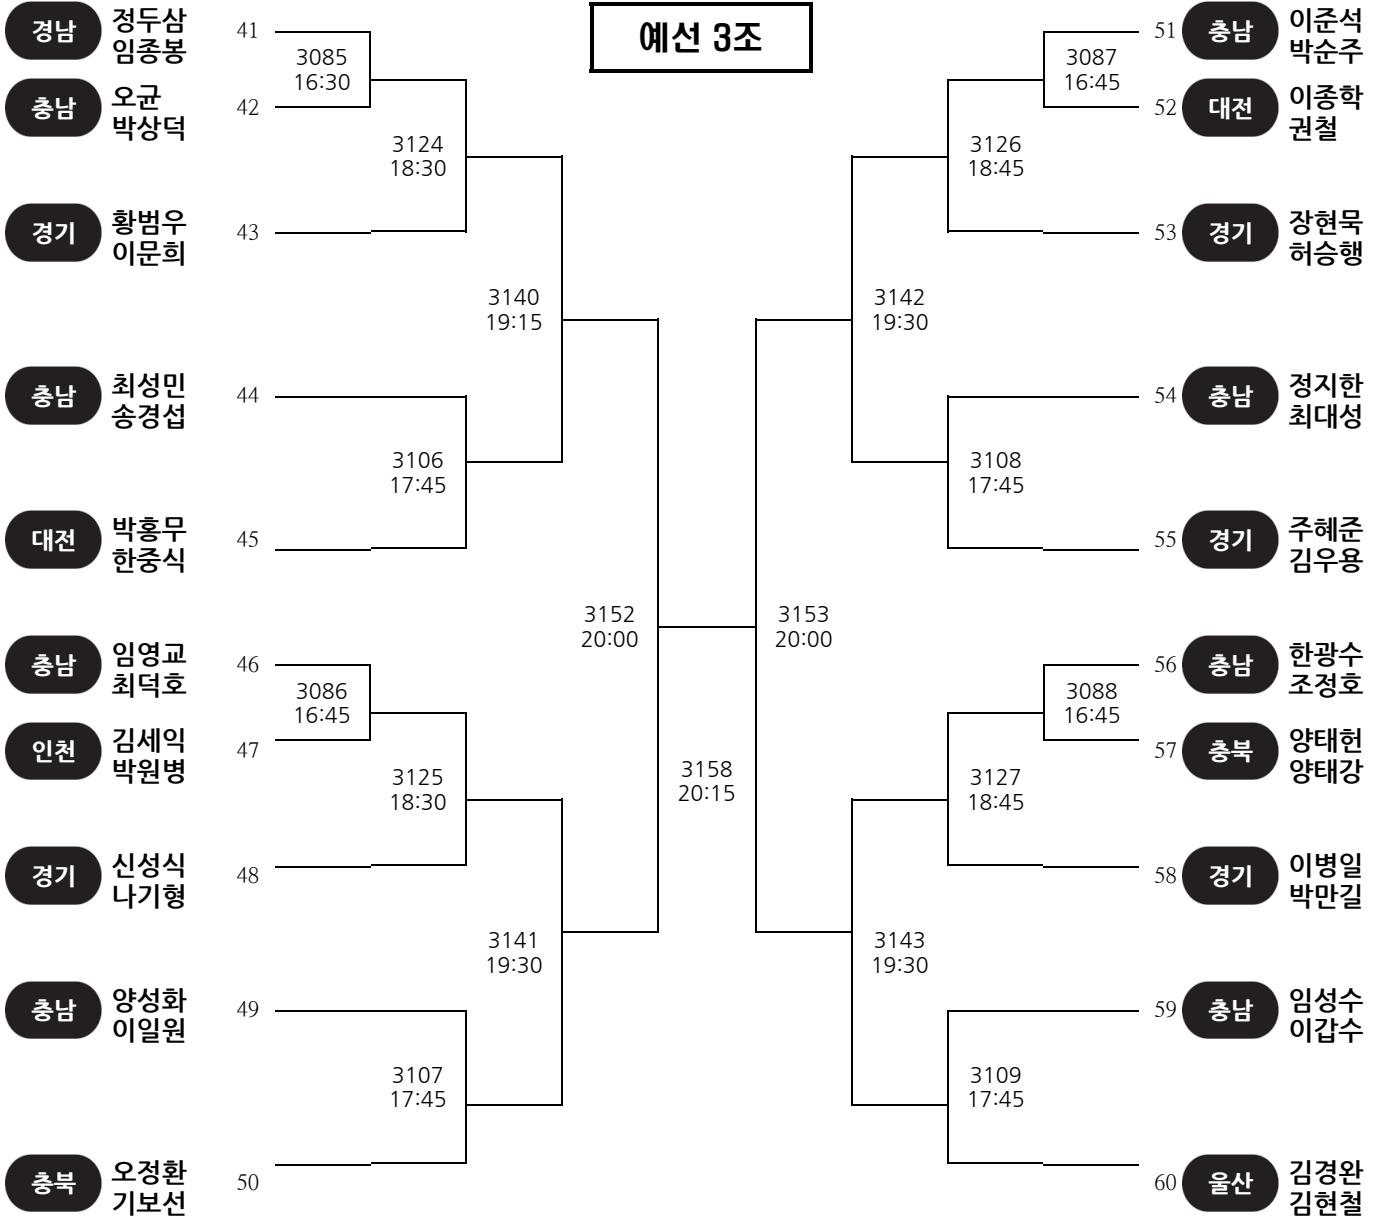 예선 3조
경남
정두삼
임종봉
41
3085
16:30
충남
오균
박상덕
42
3124
18:30
경기
황범우
이문희
43
3140
19:15
충남
최성민
송경섭
44
3106
17:45
대전
박홍무
한중식
45
3152
20:00
충남
임영교
최덕호
46
3086
16:45
인천
김세익
박원병
47
3125
18:30
경기
신성식
나기형
48
3141
19:30
충남
양성화
이일원
49
3107
17:45
충북
오정환
기보선
50
3158
20:15
51
충남
이준석
박순주
3087
16:45
52
대전
이종학
권철
3126
18:45
53
경기
장현묵
허승행
3142
19:30
54
충남
정지한
최대성
3108
17:45
55
경기
주혜준
김우용
3153
20:00
56
충남
한광수
조정호
3088
16:45
57
충북
양태헌
양태강
3127
18:45
58
경기
이병일
박만길
3143
19:30
59
충남
임성수
이갑수
3109
17:45
60
울산
김경완
김현철